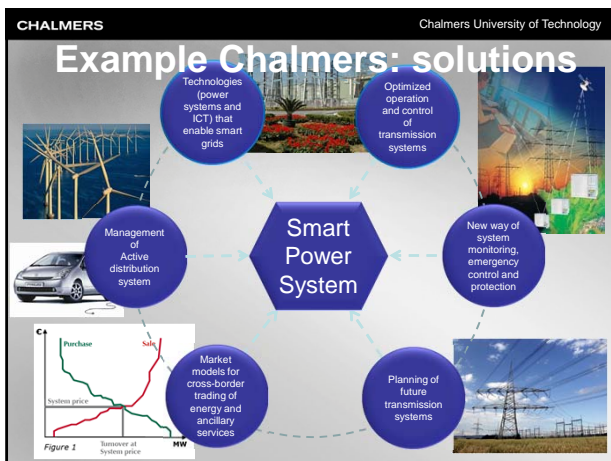 CHALMERS
Chalmers University of Technology
Example Chalmers: solutions
Technologies
(power
systems and
ICT) that
enable smart
grids
Optimized
operation
and control
of
transmission
systems
Management
of
Active
distribution
system
Smart
Power
System
New way of
system
monitoring,
emergency
control and
protection
Market
models for
cross-border
trading of
energy and
ancillary
services
Planning of
future
transmission
systems
C
Purchase
Sale
System price
Figure 1
Turnover at
System price
MW